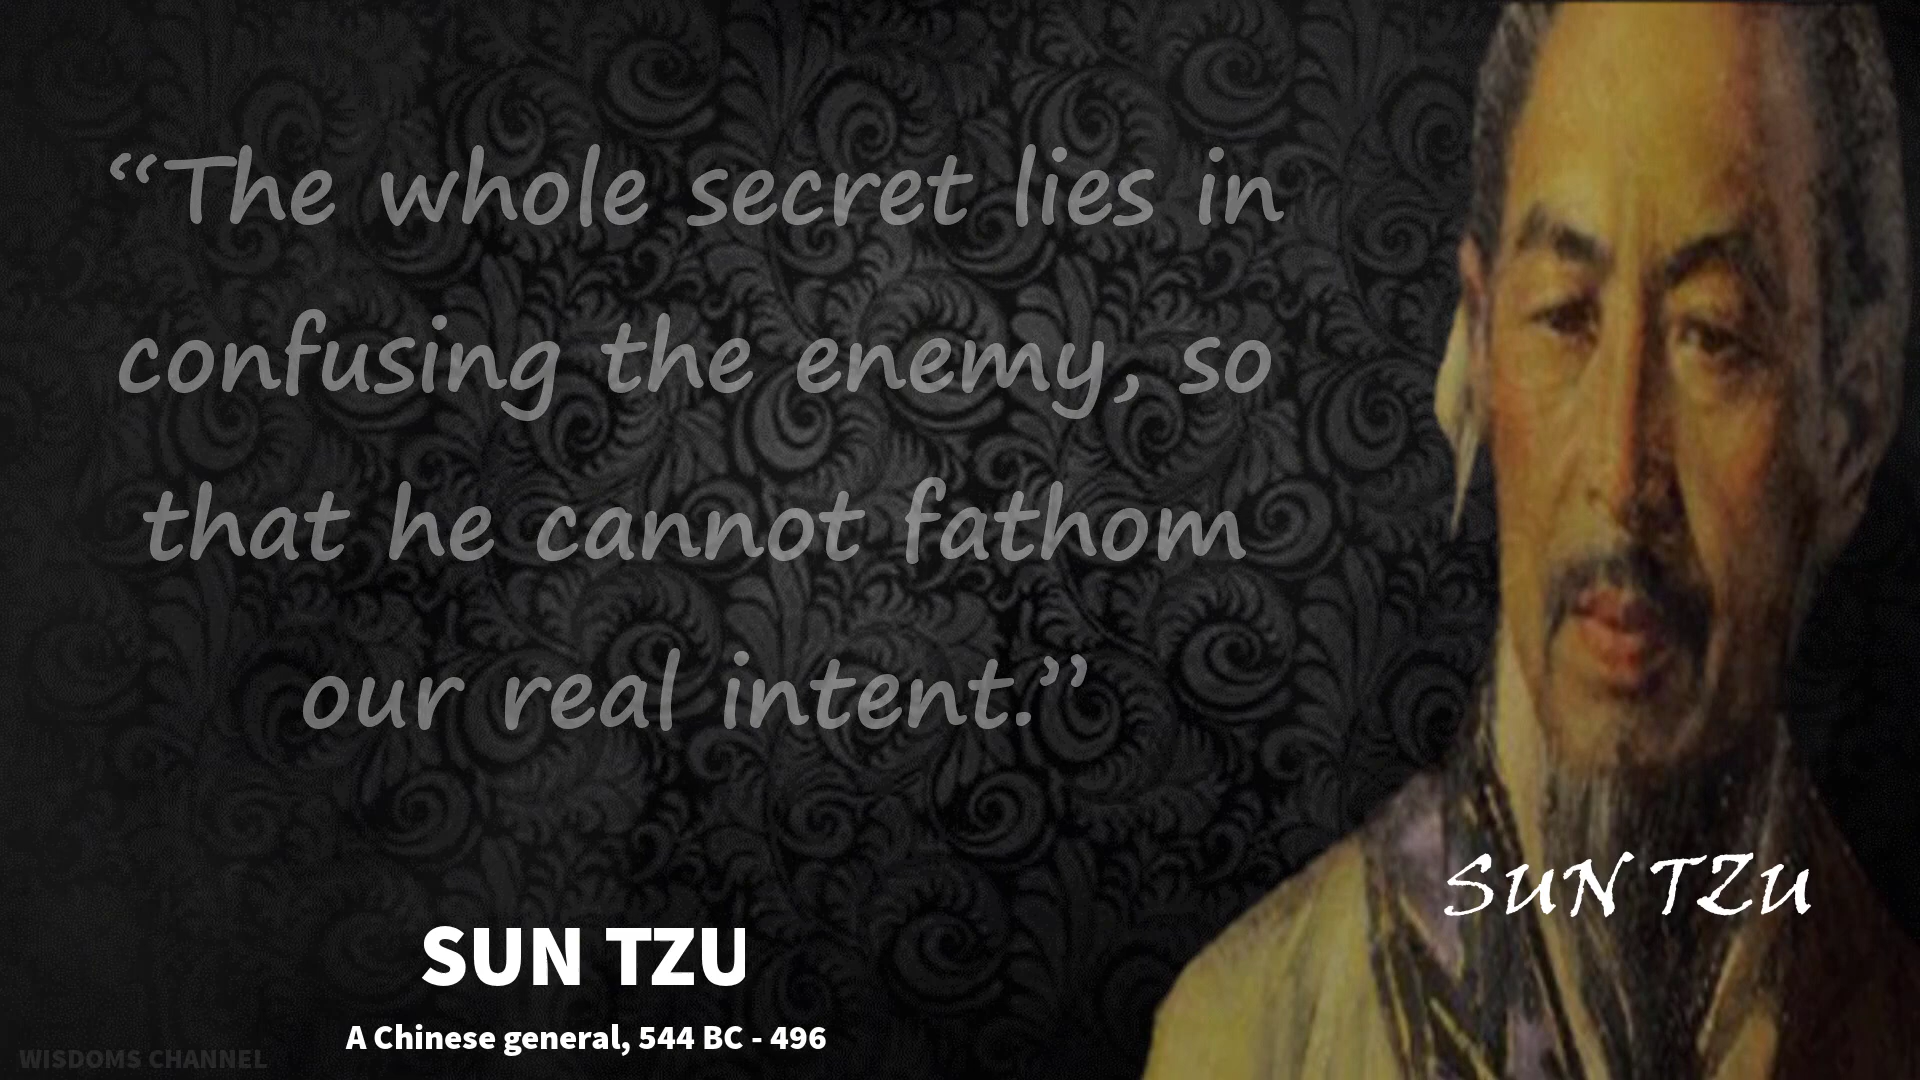 “The whole secret lies in
confusing the enemy, so
that he cannot fathom
our real intent.”
SUN TZU
SUN TZU
A Chinese general, 544 BC - 496
WISDOMS CHANNEL